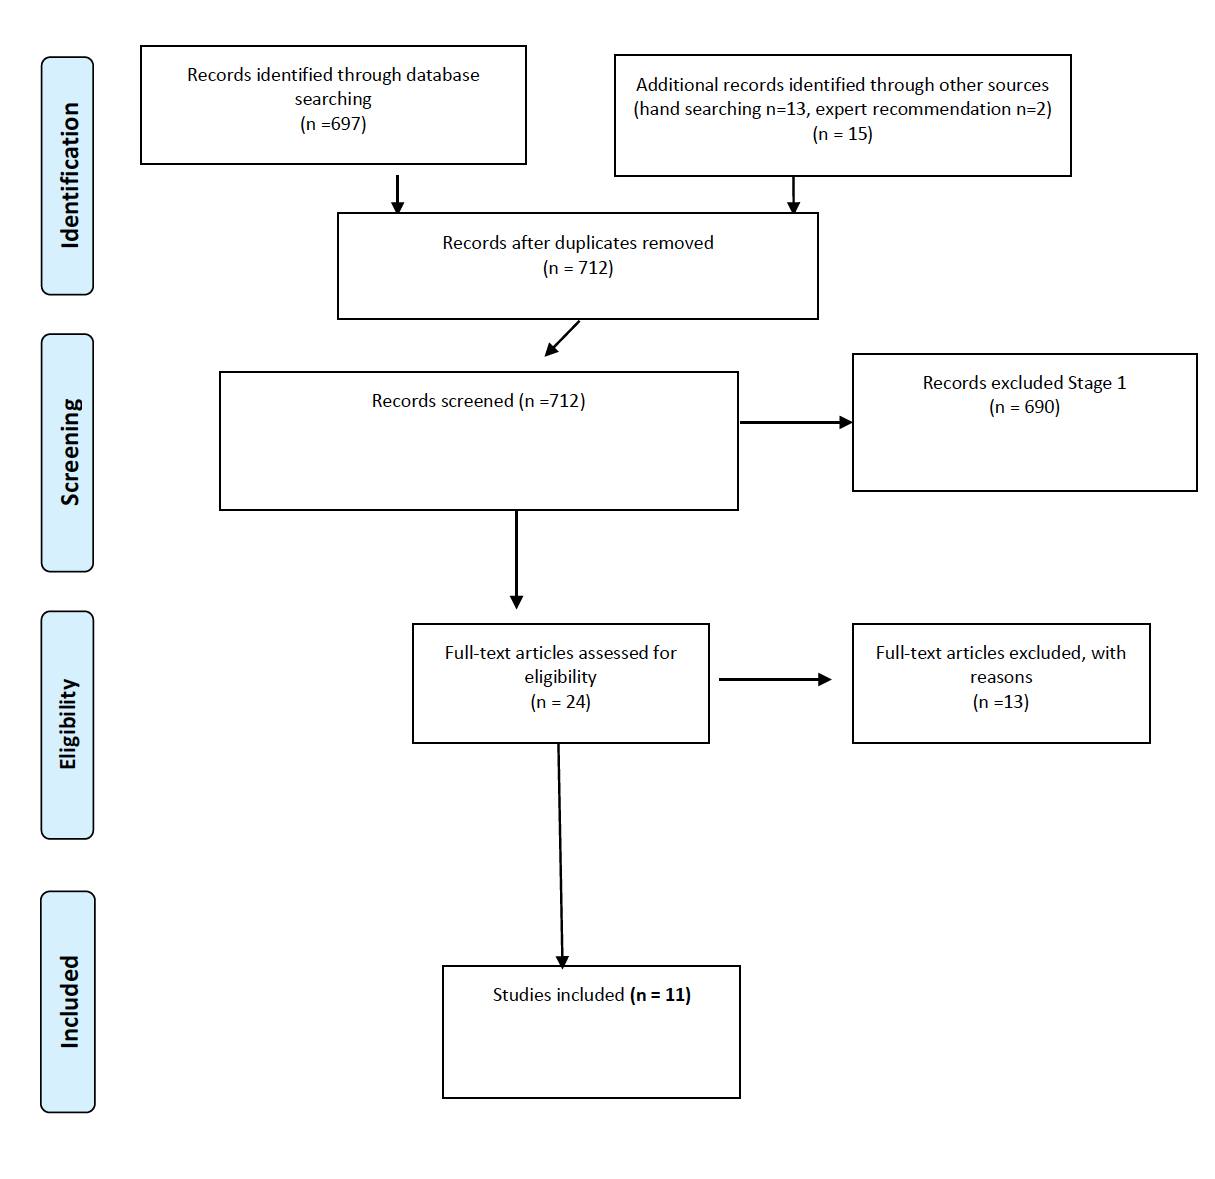 Identification
Records identified through database
searching
(n =697)
Additional records identified through other sources
(hand searching n=13, expert recommendation n=2)
(n = 15)
Records after duplicates removed
(n = 712)
Screening
Records screened (n =712)
Records excluded Stage 1
(n = 690)
Eligibility
Full-text articles assessed for
eligibility
(n = 24)
Full-text articles excluded, with
reasons
(n =13)
Included
Studies included (n = 11)